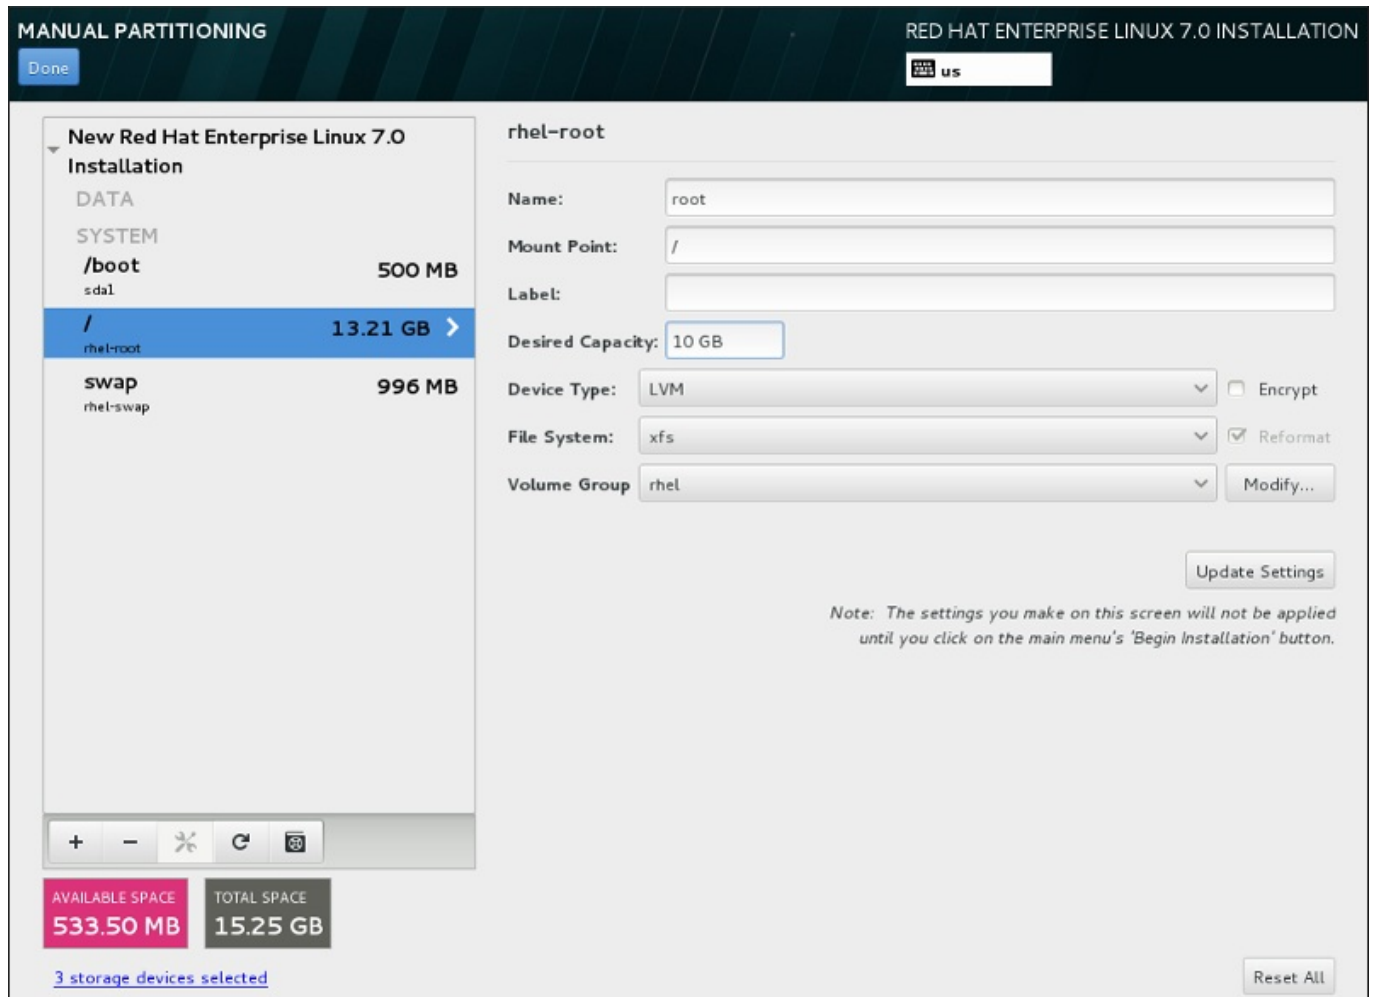 MANUAL PARTITIONING
RED HAT ENTERPRISE LINUX 7.0 INSTALLATION
Done
us
New Red Hat Enterprise Linux 7.0
Installation
DATA
SYSTEM
/boot
500 MB
sda1
/
13.21 GB
rhel-root
swap
996 MB
rhel-swap
rhel-root
Name: root
Mount Point: /
Label:
Desired Capacity: 10 GB
Device Type: LVM Encrypt
File System: xfs Reformat
Volume Group rhel Modify...
Update Settings
Note: The settings you make on this screen will not be applied
until you click on the main menu's 'Begin Installation' button.
AVAILABLE SPACE
533.50 MB
TOTAL SPACE
15.25 GB
3 storage devices selected
Reset All